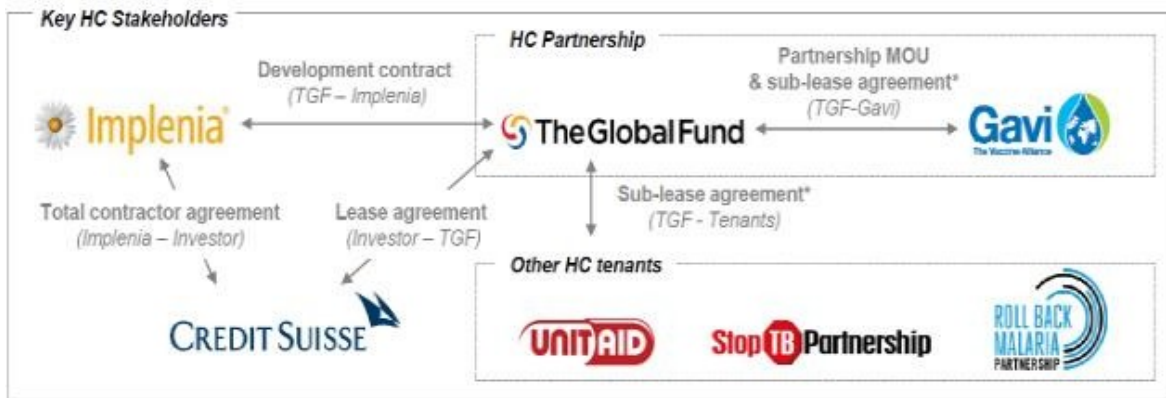 Key HC Stakeholders
HC Partnership
Development contract
(TGF – Implenia)
Partnership MOU
& sub-lease agreement*
(TGF-Gavi)
Implenia®
TheGlobalFund
Gavi
The Vaccine Alliance
Total contractor agreement
(Implenia – Investor)
Lease agreement
(Investor – TGF)
Sub-lease agreement*
(TGF - Tenants)
Other HC tenants
CREDIT SUISSE
UNITAID
Stop TB Partnership
ROLL BACK
MALARIA
PARTNERSHIP